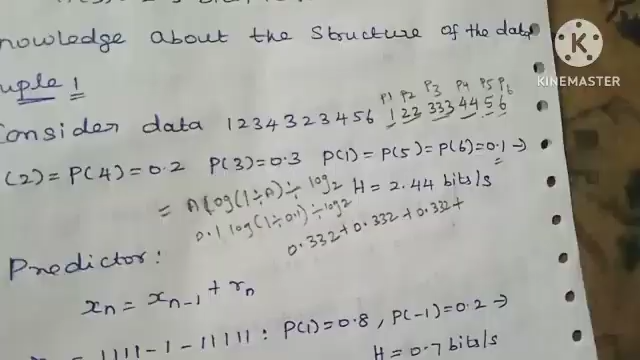 knowledge about the structure of the data
uple 1
K
KINEMASTER
P1 P2 P3 P4 P5 P6
Consider data 1234323456 1 22 333 44 5 6
(2) = P(4) = 0.2 P(3) = 0.3 P(1) = P(5) = P(6) = 0.1 →
= A log(1÷A) ÷ log2 H = 2.44 bits/s
0.1 log(1÷0.1) ÷ log2
0.332 + 0.332 + 0.332 +
Predictor:
xn = xn-1 + rn
1111-1-11111 : P(1) = 0.8, P(-1) = 0.2 →
H = 0.7 bits/s